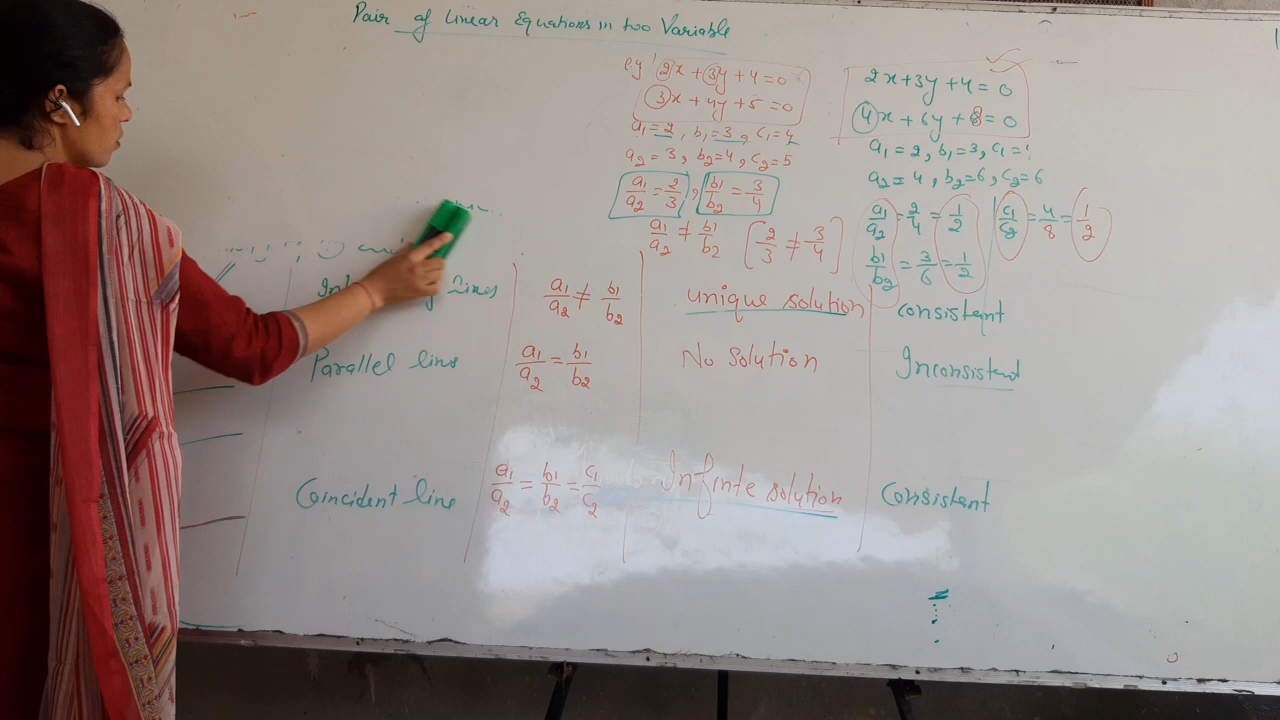 Pair of Linear Equations in two Variable
e.g 2x + 3y + 4 = 0
3x + 4y + 5 = 0
a₁ = 2, b₁ = 3, c₁ = 4
a₂ = 3, b₂ = 4, c₂ = 5
a₁/a₂ = 2/3, b₁/b₂ = 3/4
a₁/a₂ ≠ b₁/b₂ [2/3 ≠ 3/4]
2x + 3y + 4 = 0
4x + 6y + 8 = 0
a₁ = 2, b₁ = 3, c₁ =
a₂ = 4, b₂ = 6, c₂ = 6
a₁/a₂ = 2/4 = 1/2 | c₁/c₂ = 4/8 = 1/2
b₁/b₂ = 3/6 = 1/2
lines a₁/a₂ ≠ b₁/b₂ unique solution consistent
Parallel line a₁/a₂ = b₁/b₂ No Solution Inconsistent
Coincident line a₁/a₂ = b₁/b₂ = c₁/c₂ Infinte solution Consistent